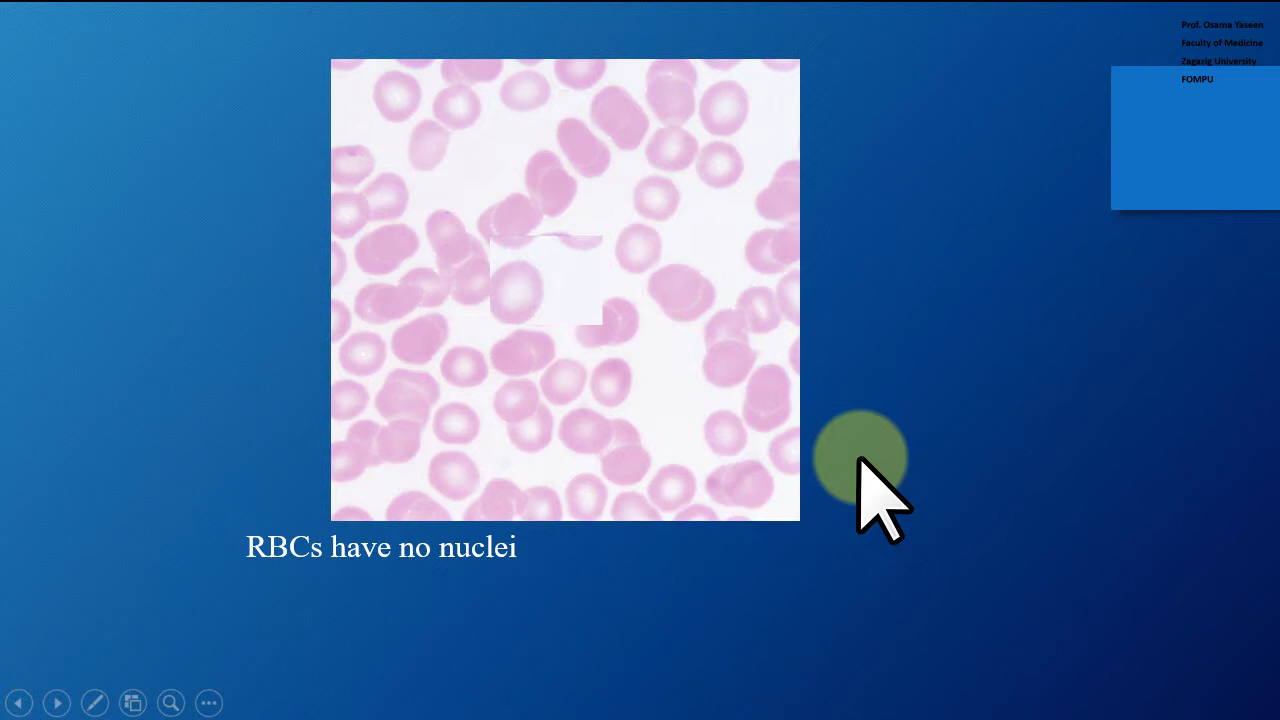 Prof. Osama Yaseen
Faculty of Medicine
Zagazig University
FOMPU
RBCs have no nuclei